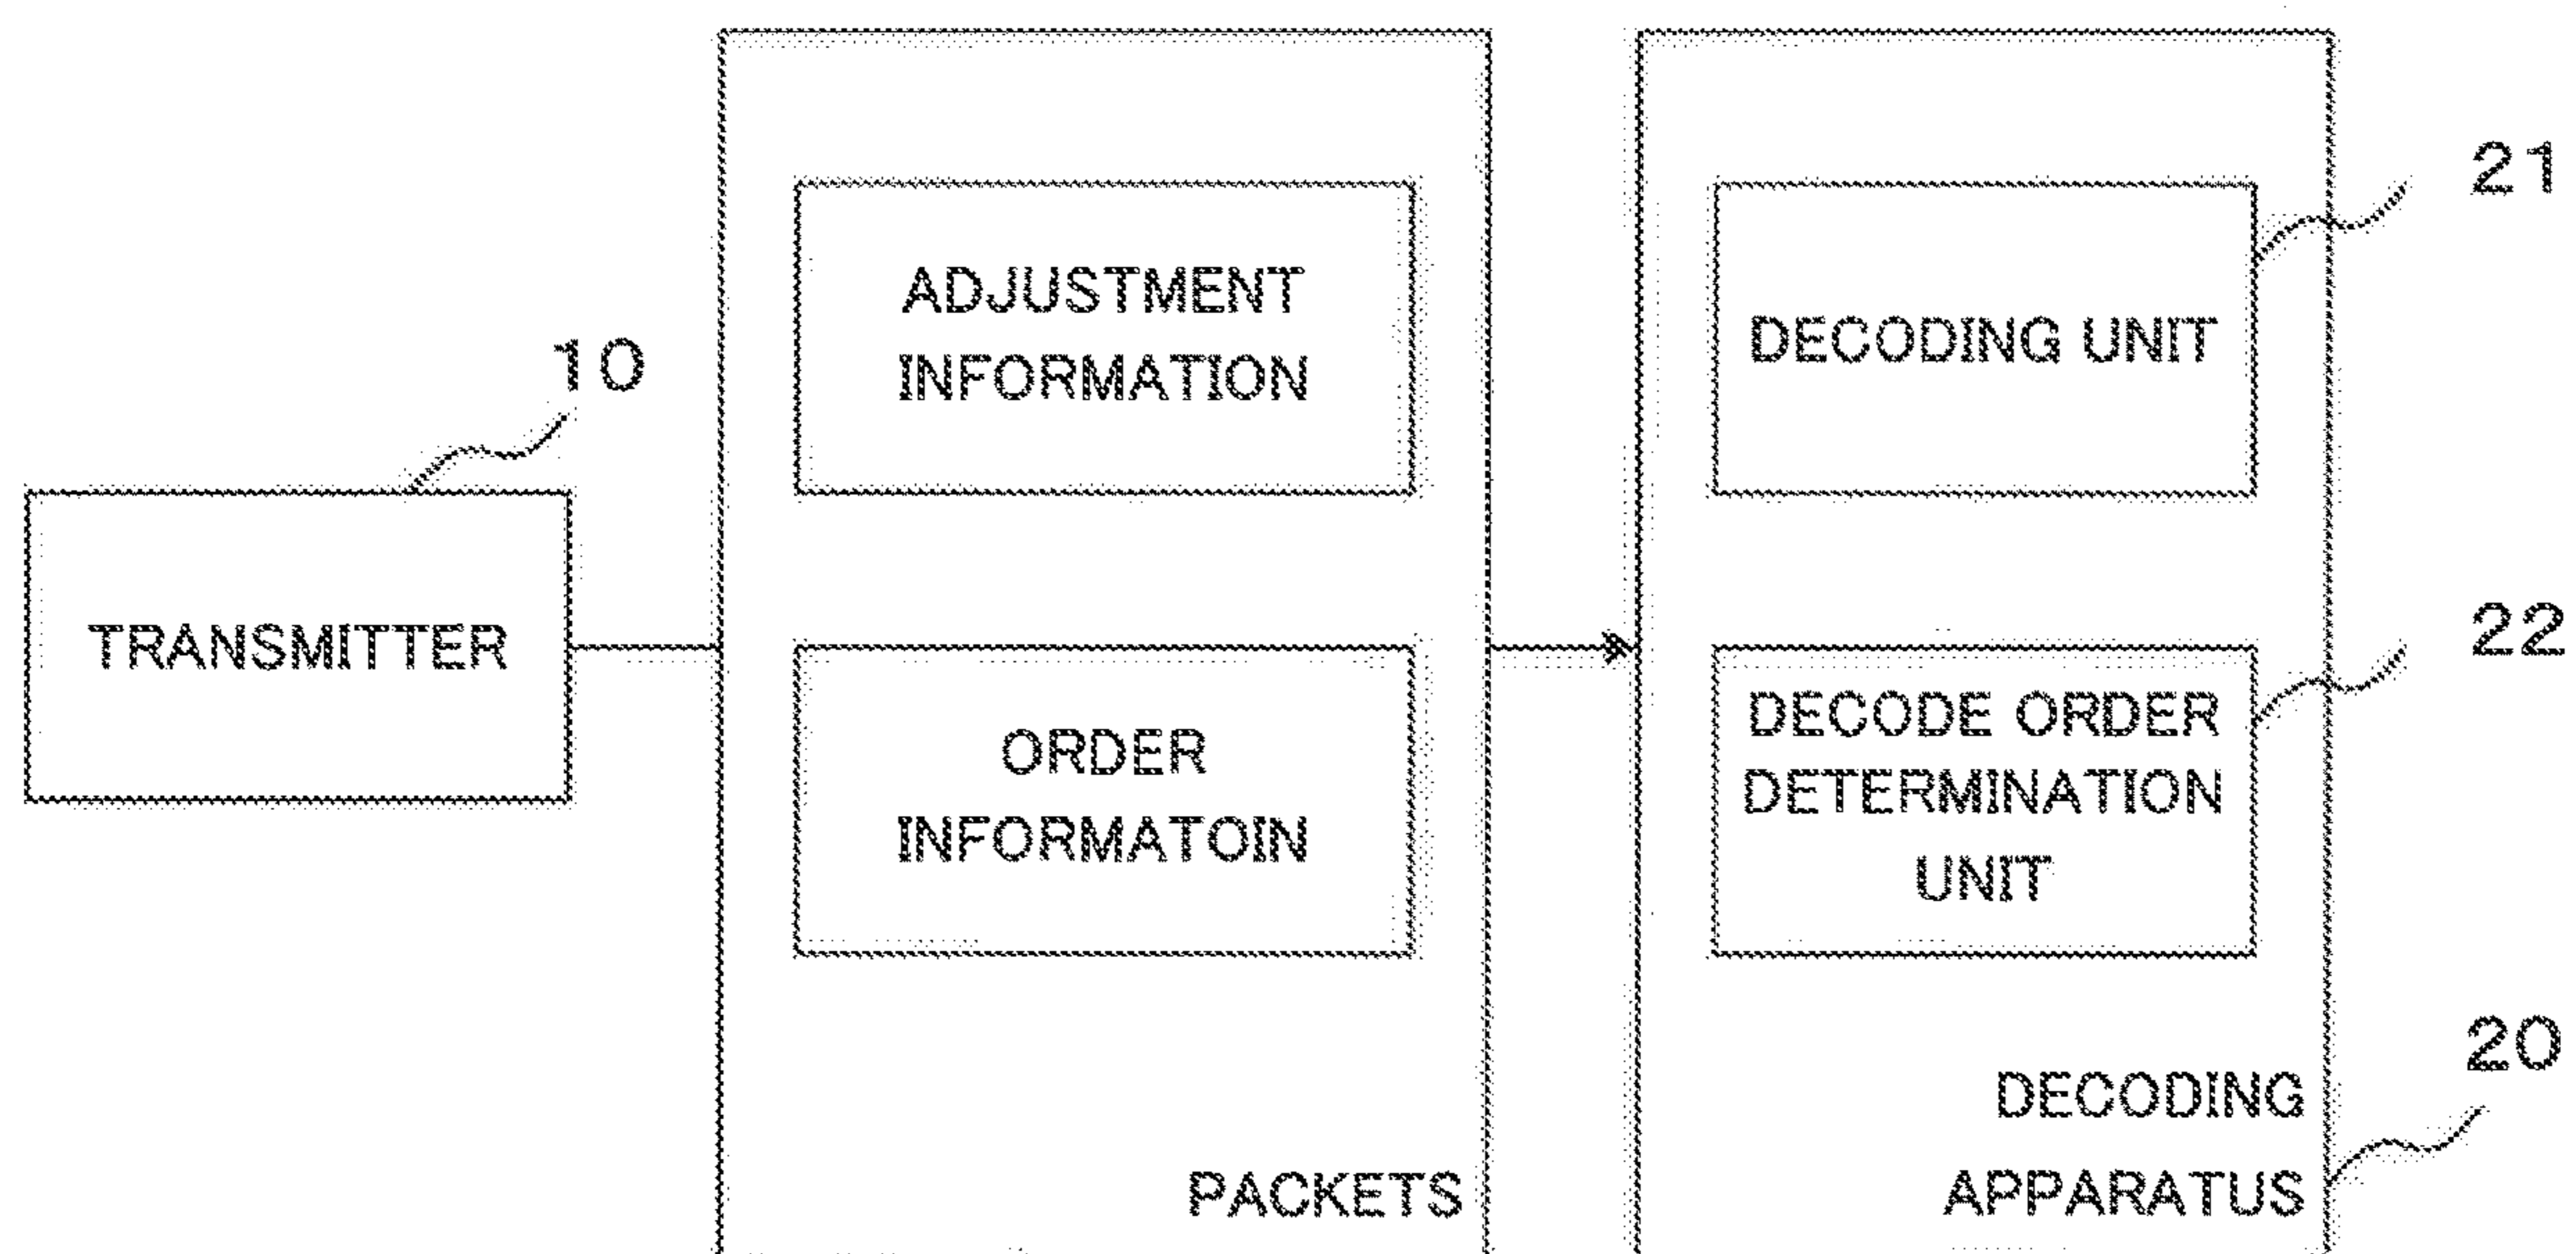 10
TRANSMITTER
ADJUSTMENT
INFORMATION
ORDER
INFORMATOIN
PACKETS
21
DECODING UNIT
22
DECODE ORDER
DETERMINATION
UNIT
20
DECODING
APPARATUS